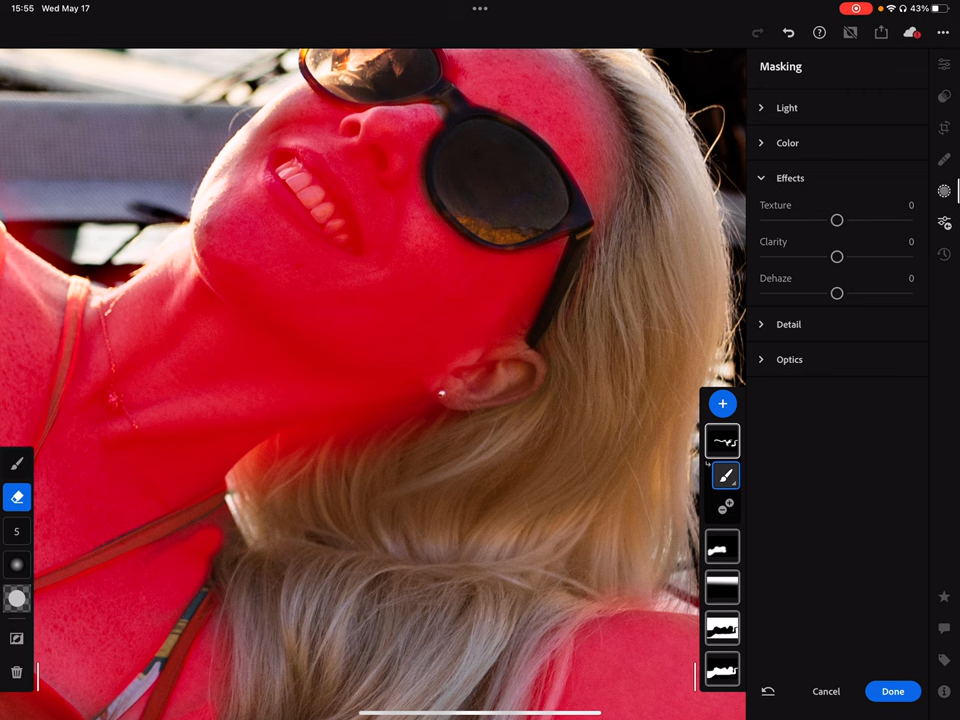 15:55 Wed May 17
43%
Masking
Light
Color
Effects
Texture 0
Clarity 0
Dehaze 0
Detail
Optics
5
Cancel
Done